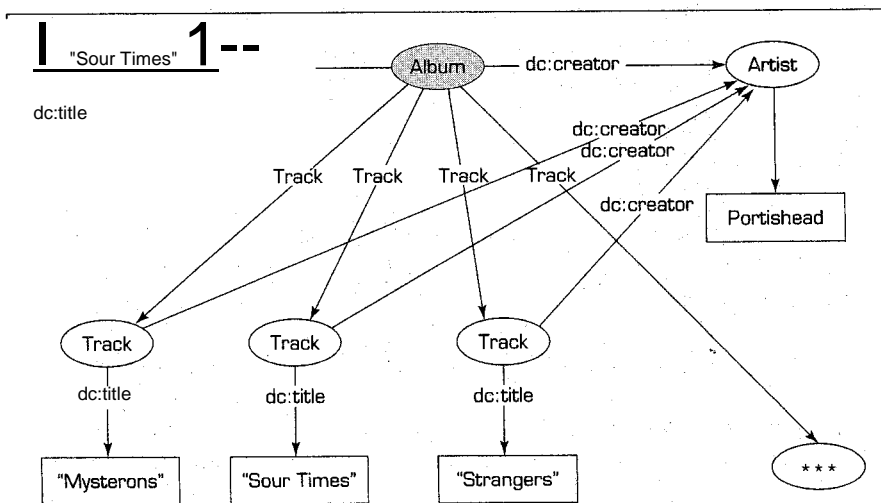 I "Sour Times" 1--
dc:title
Album
dc:creator
Artist
dc:creator
dc:creator
Track
Track
Track
Track
dc:creator
Portishead
Track
Track
Track
dc:title
dc:title
dc:title
"Mysterons"
"Sour Times"
"Strangers"
***